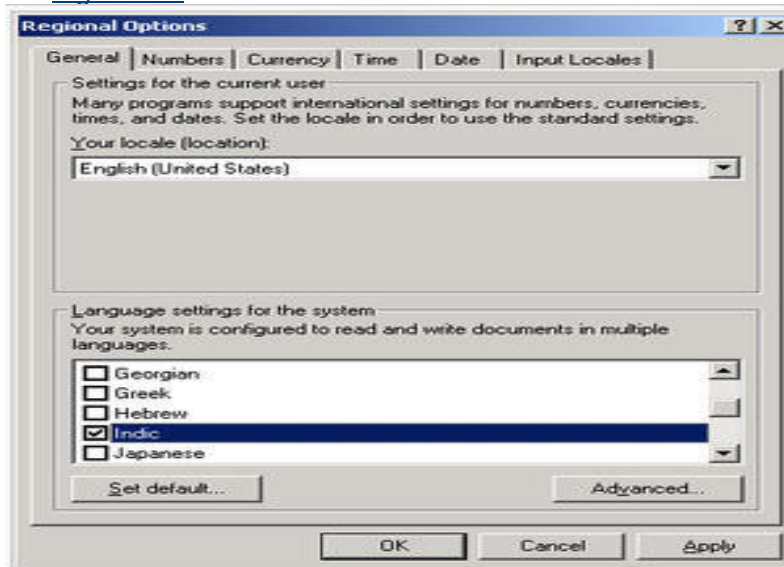 Regional Options
General Numbers Currency Time Date Input Locales
Settings for the current user
Many programs support international settings for numbers, currencies,
times, and dates. Set the locale in order to use the standard settings.
Your locale (location):
English (United States)
Language settings for the system
Your system is configured to read and write documents in multiple
languages.
Georgian
Greek
Hebrew
Indic
Japanese
Set default... Advanced...
OK Cancel Apply